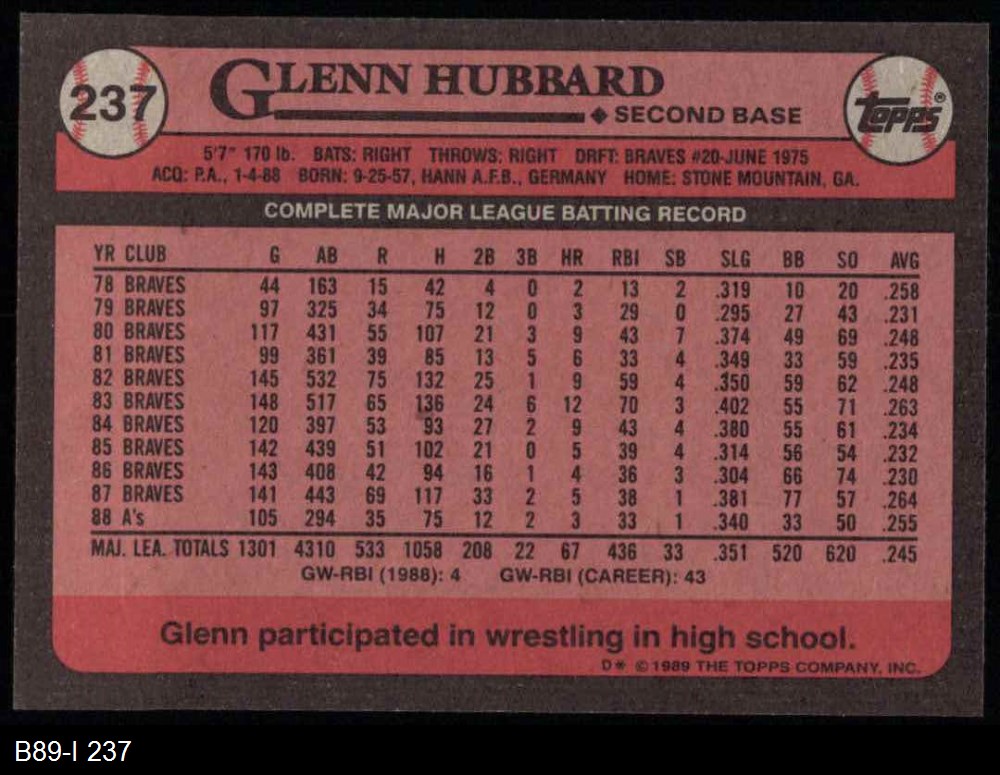 237
GLENN HUBBARD
◆ SECOND BASE
topps®
5'7" 170 lb. BATS: RIGHT THROWS: RIGHT DRFT: BRAVES #20-JUNE 1975
ACQ: F.A., 1-4-88 BORN: 9-25-57, HANN A.F.B., GERMANY HOME: STONE MOUNTAIN, GA.
COMPLETE MAJOR LEAGUE BATTING RECORD
YR CLUB G AB R H 2B 3B HR RBI SB SLG BB SO AVG
78 BRAVES 44 163 15 42 4 0 2 13 2 .319 10 20 .258
79 BRAVES 97 325 34 75 12 0 3 29 0 .295 27 43 .231
80 BRAVES 117 431 55 107 21 3 9 43 7 .374 49 69 .248
81 BRAVES 99 361 39 85 13 5 6 33 4 .349 33 59 .235
82 BRAVES 145 532 75 132 25 1 9 59 4 .350 59 62 .248
83 BRAVES 148 517 65 136 24 6 12 70 3 .402 55 71 .263
84 BRAVES 120 397 53 93 27 2 9 43 4 .380 55 61 .234
85 BRAVES 142 439 51 102 21 0 5 39 4 .314 56 54 .232
86 BRAVES 143 408 42 94 16 1 4 36 3 .304 66 74 .230
87 BRAVES 141 443 69 117 33 2 5 38 1 .381 77 57 .264
88 A's 105 294 35 75 12 2 3 33 1 .340 33 50 .255
MAJ. LEA. TOTALS 1301 4310 533 1058 208 22 67 436 33 .351 520 620 .245
GW-RBI (1988): 4 GW-RBI (CAREER): 43
Glenn participated in wrestling in high school.
D* © 1989 THE TOPPS COMPANY, INC.
B89-I 237